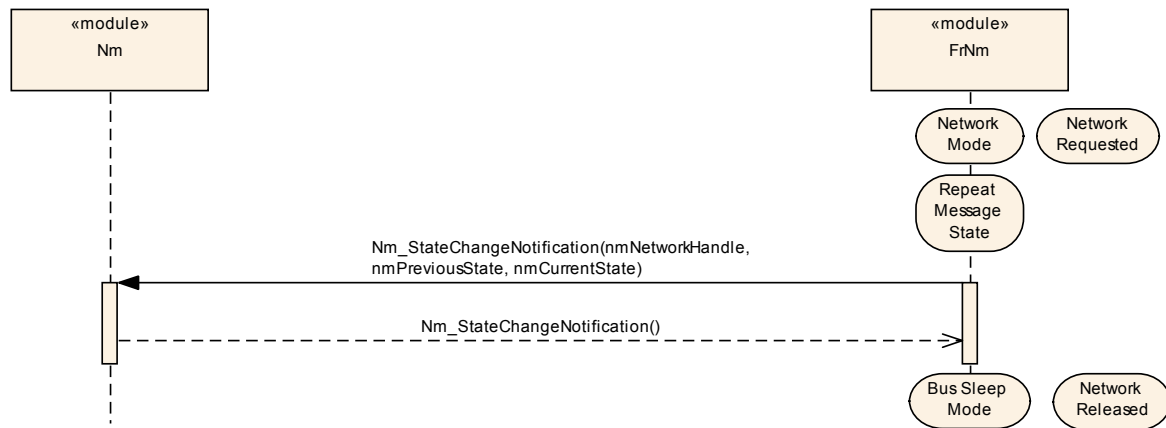 «module»
Nm
«module»
FrNm
Network
Mode
Network
Requested
Repeat
Message
State
Nm_StateChangeNotification(nmNetworkHandle,
nmPreviousState, nmCurrentState)
Nm_StateChangeNotification()
Bus Sleep
Mode
Network
Released